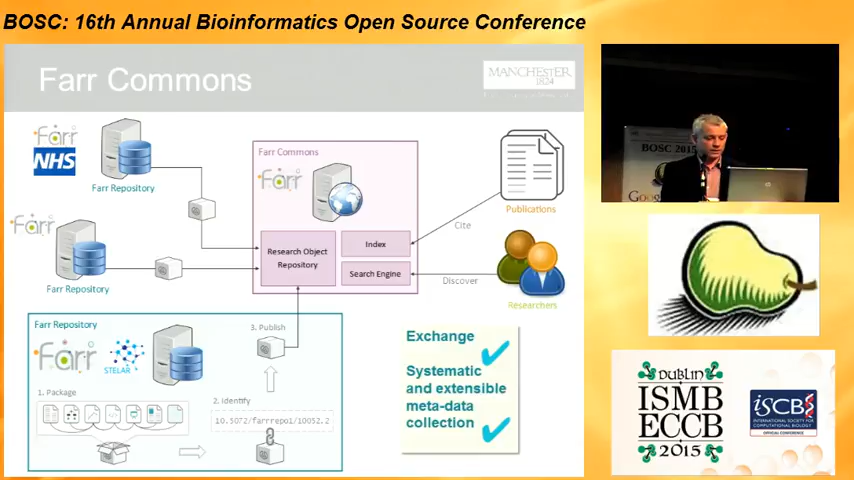 BOSC: 16th Annual Bioinformatics Open Source Conference
Farr Commons
MANCHESTER
1824
Farr
NHS
Farr Repository
Farr
Farr Repository
Farr Commons
Farr
Research Object
Repository
Index
Search Engine
Cite
Publications
Discover
Researchers
Farr Repository
Farr
STELAR
3. Publish
1. Package
2. Identify
10.5072/farrrepo1/10052.2
Exchange
Systematic
and extensible
meta-data
collection
BOSC 2015
DUBLIN
ISMB
ECCB
2015
iSCB
INTERNATIONAL SOCIETY FOR
COMPUTATIONAL BIOLOGY
OFFICIAL CONFERENCE